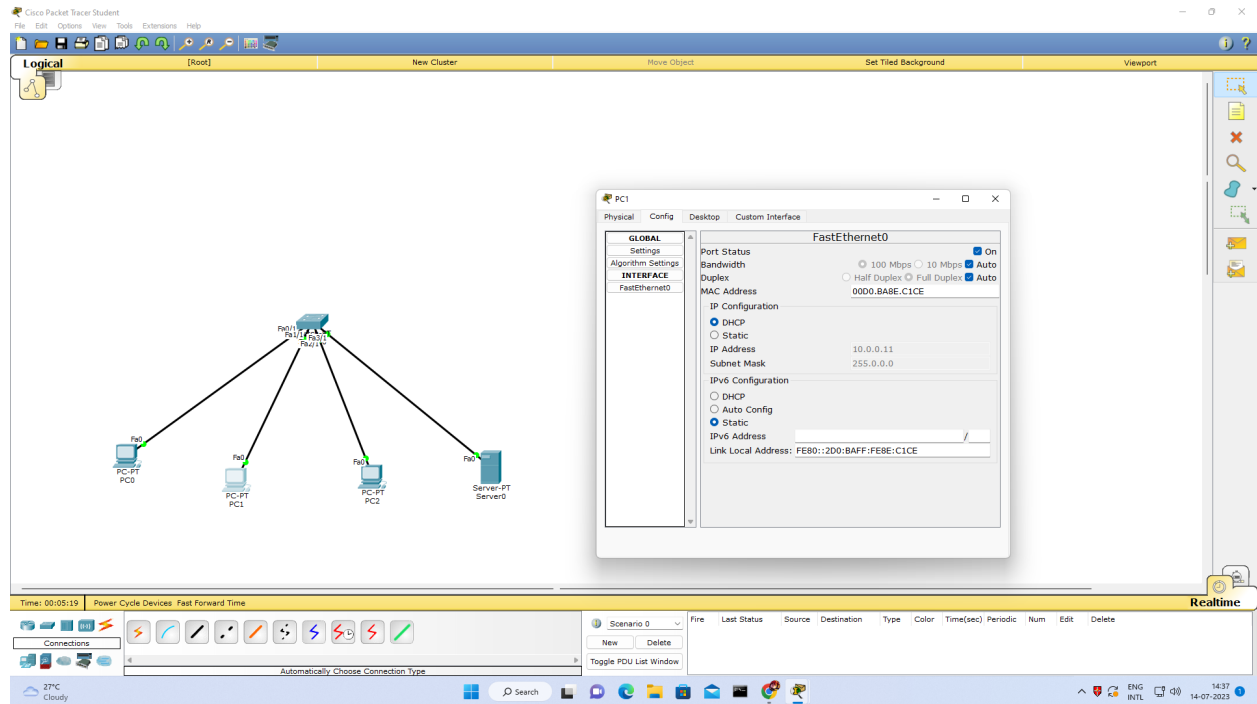 Cisco Packet Tracer Student
File Edit Options View Tools Extensions Help
Logical [Root] New Cluster Move Object Set Tiled Background Viewport
PC1
Physical Config Desktop Custom Interface
GLOBAL
Settings
Algorithm Settings
INTERFACE
FastEthernet0
FastEthernet0
Port Status On
Bandwidth 100 Mbps 10 Mbps Auto
Duplex Half Duplex Full Duplex Auto
MAC Address 00D0.BA8E.C1CE
IP Configuration
DHCP
Static
IP Address 10.0.0.11
Subnet Mask 255.0.0.0
IPv6 Configuration
DHCP
Auto Config
Static
IPv6 Address /
Link Local Address: FE80::2D0:BAFF:FE8E:C1CE
Fa0/1
Fa1/1
Fa3/1
Fa2/1
Fa0
PC-PT
PC0
Fa0
PC-PT
PC1
Fa0
PC-PT
PC2
Fa0
Server-PT
Server0
Time: 00:05:19 Power Cycle Devices Fast Forward Time Realtime
Connections
Automatically Choose Connection Type
Scenario 0
New Delete
Toggle PDU List Window
Fire Last Status Source Destination Type Color Time(sec) Periodic Num Edit Delete
27°C
Cloudy
Search
ENG
INTL
14:37
14-07-2023